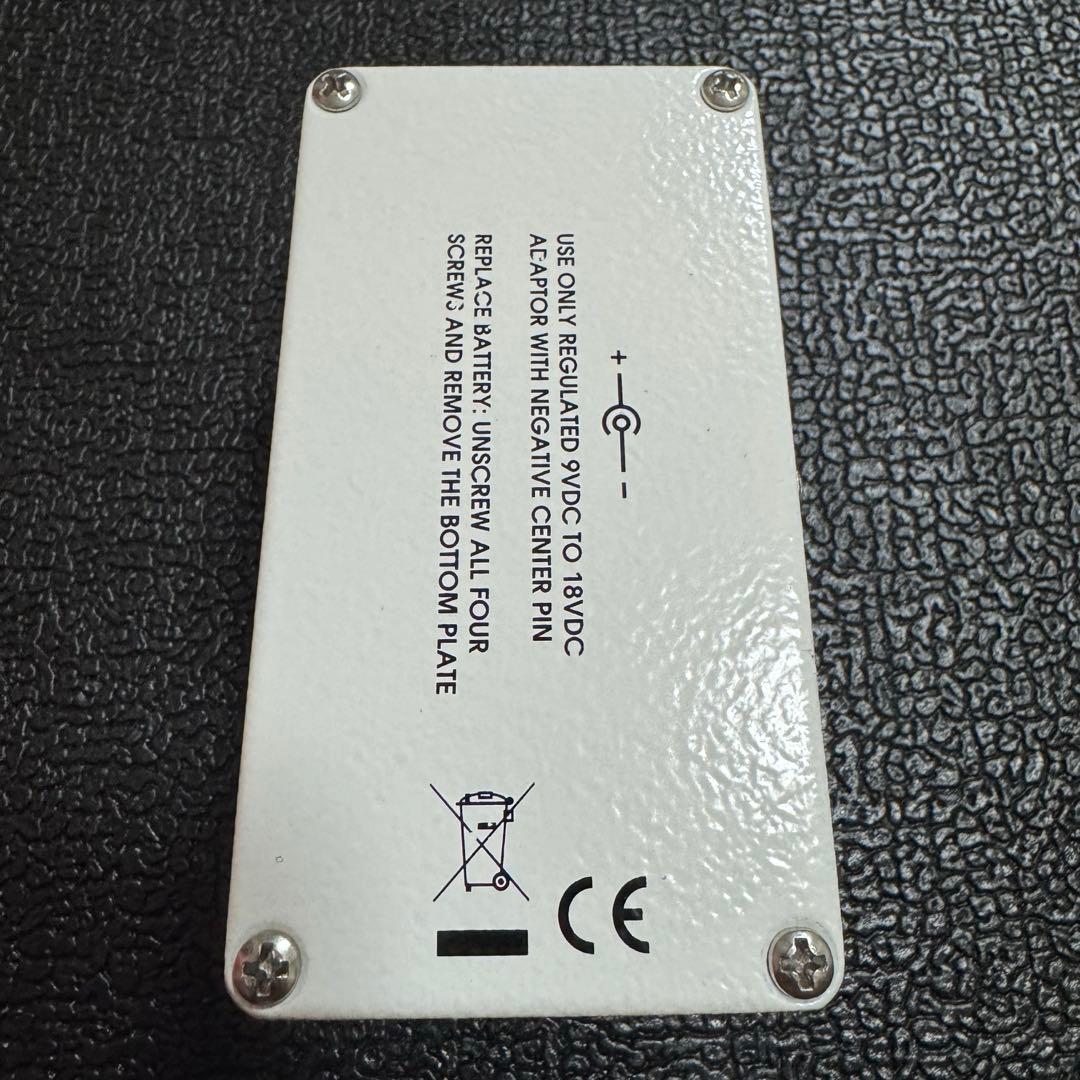 + -
USE ONLY REGULATED 9VDC TO 18VDC
ADAPTOR WITH NEGATIVE CENTER PIN
REPLACE BATTERY: UNSCREW ALL FOUR
SCREWS AND REMOVE THE BOTTOM PLATE
CE